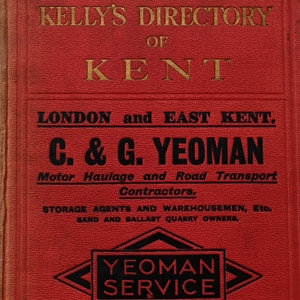 KELLY'S DIRECTORY
OF
KENT
LONDON and EAST KENT.
C. & G. YEOMAN
Motor Haulage and Road Transport
Contractors.
STORAGE AGENTS AND WAREHOUSEMEN, Etc.
SAND AND BALLAST QUARRY OWNERS.
YEOMAN
SERVICE